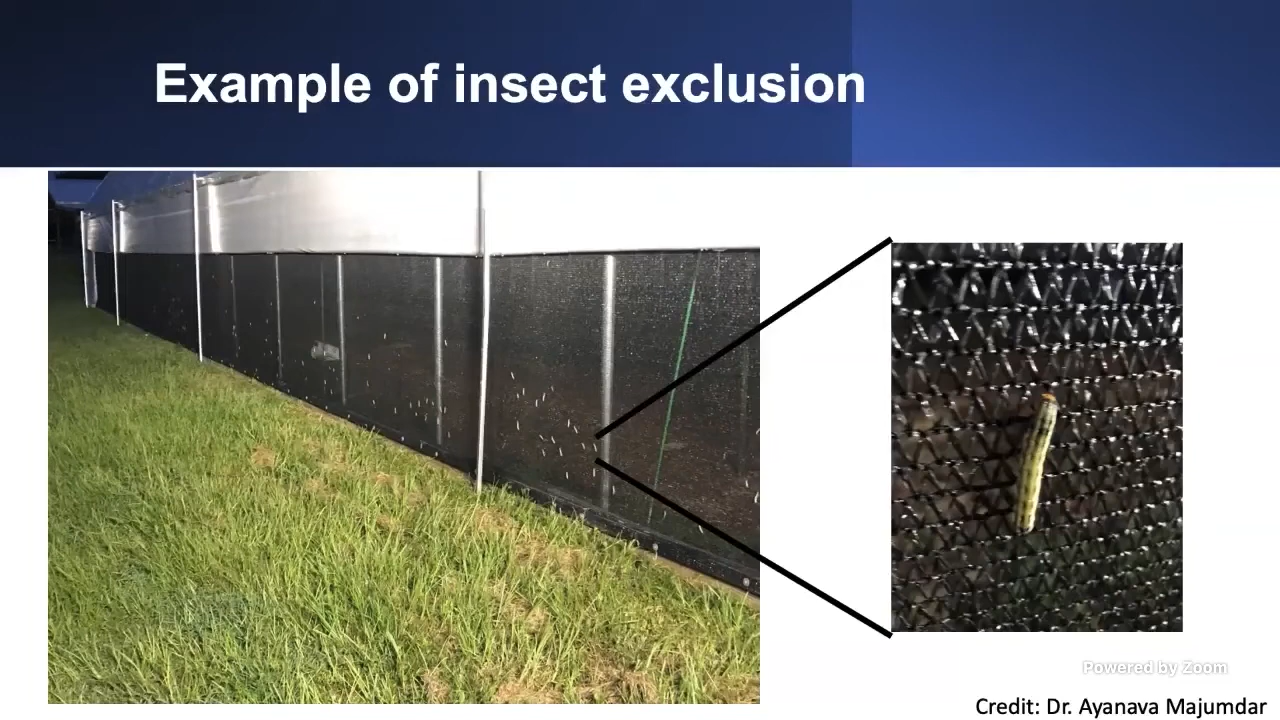 Example of insect exclusion
Powered by Zoom
Credit: Dr. Ayanava Majumdar